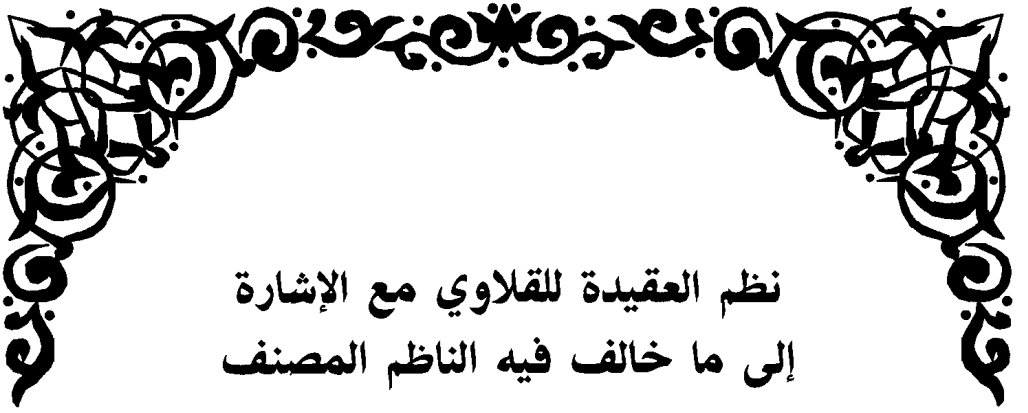 نظم العقيدة للقلاوي مع الإشارة
إلى ما خالف فيه الناظم المصنف